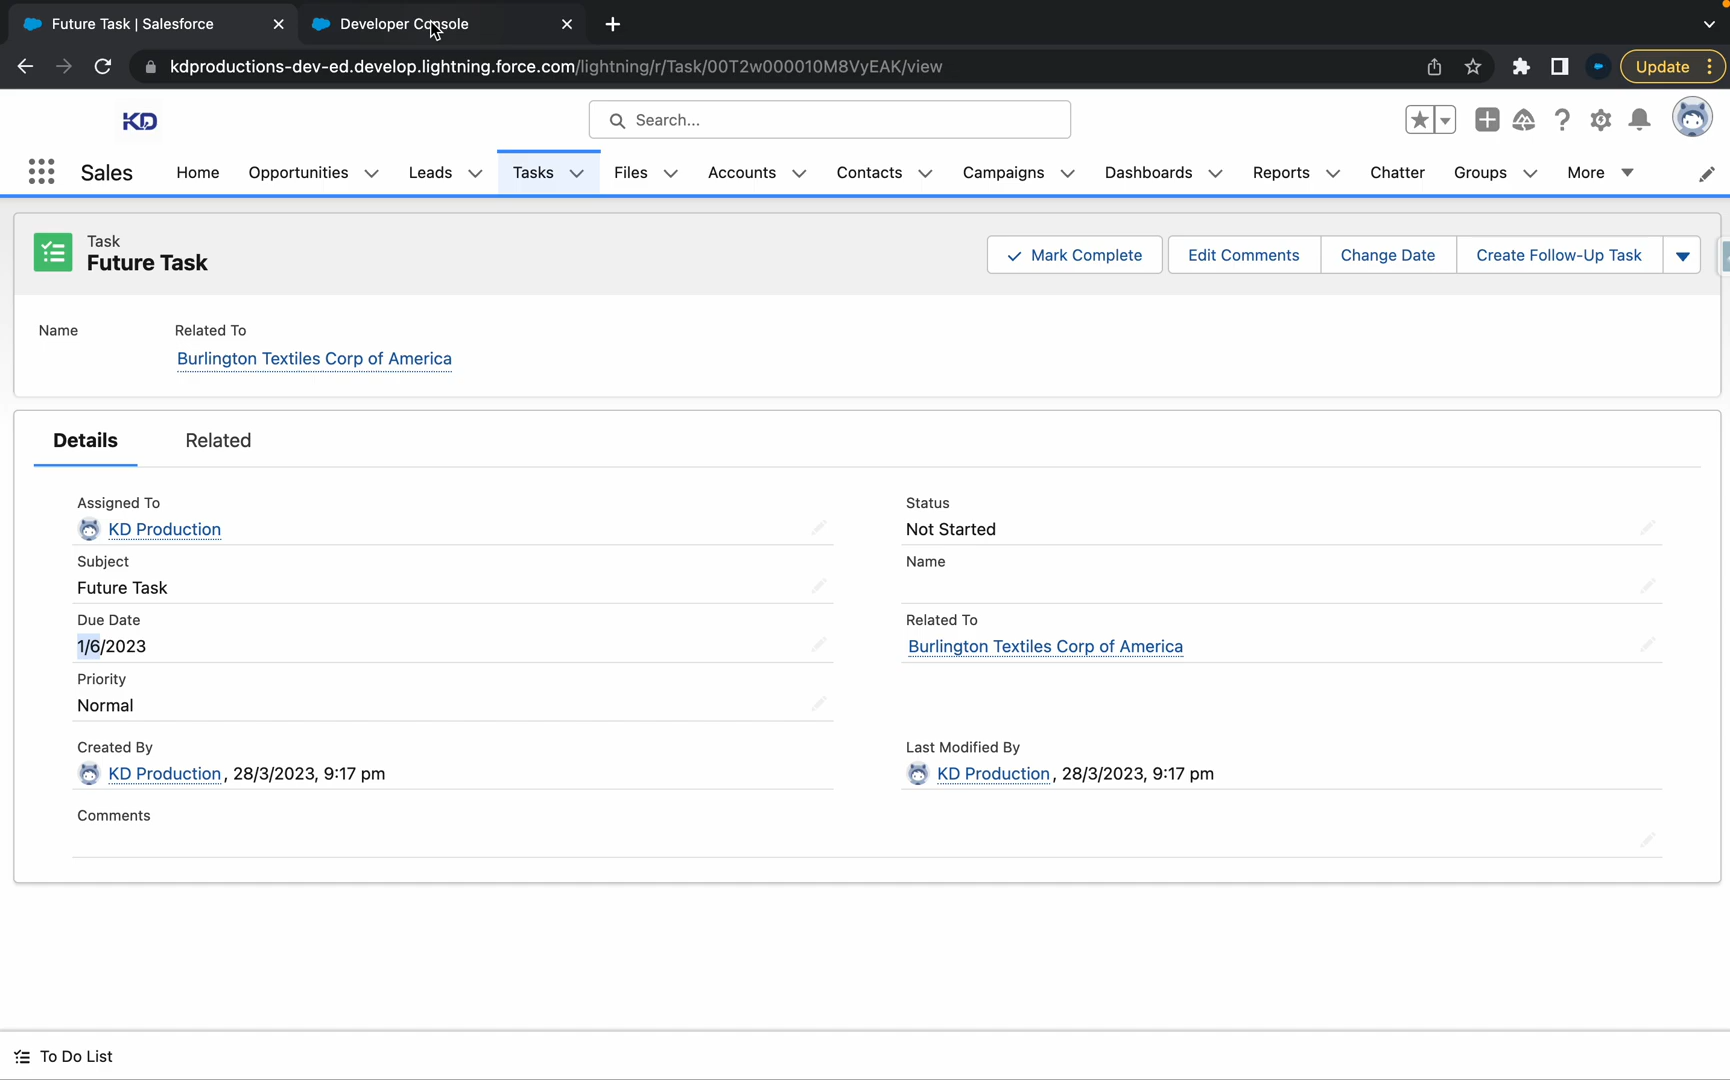 Future Task | Salesforce
Developer Console
kdproductions-dev-ed.develop.lightning.force.com/lightning/r/Task/00T2w000010M8VyEAK/view
Update
KD
Search...
Sales
Home
Opportunities
Leads
Tasks
Files
Accounts
Contacts
Campaigns
Dashboards
Reports
Chatter
Groups
More
Task
Future Task
Mark Complete
Edit Comments
Change Date
Create Follow-Up Task
Name
Related To
Burlington Textiles Corp of America
Details
Related
Assigned To
KD Production
Status
Not Started
Subject
Future Task
Name
Due Date
1/6/2023
Related To
Burlington Textiles Corp of America
Priority
Normal
Created By
KD Production, 28/3/2023, 9:17 pm
Last Modified By
KD Production, 28/3/2023, 9:17 pm
Comments
To Do List